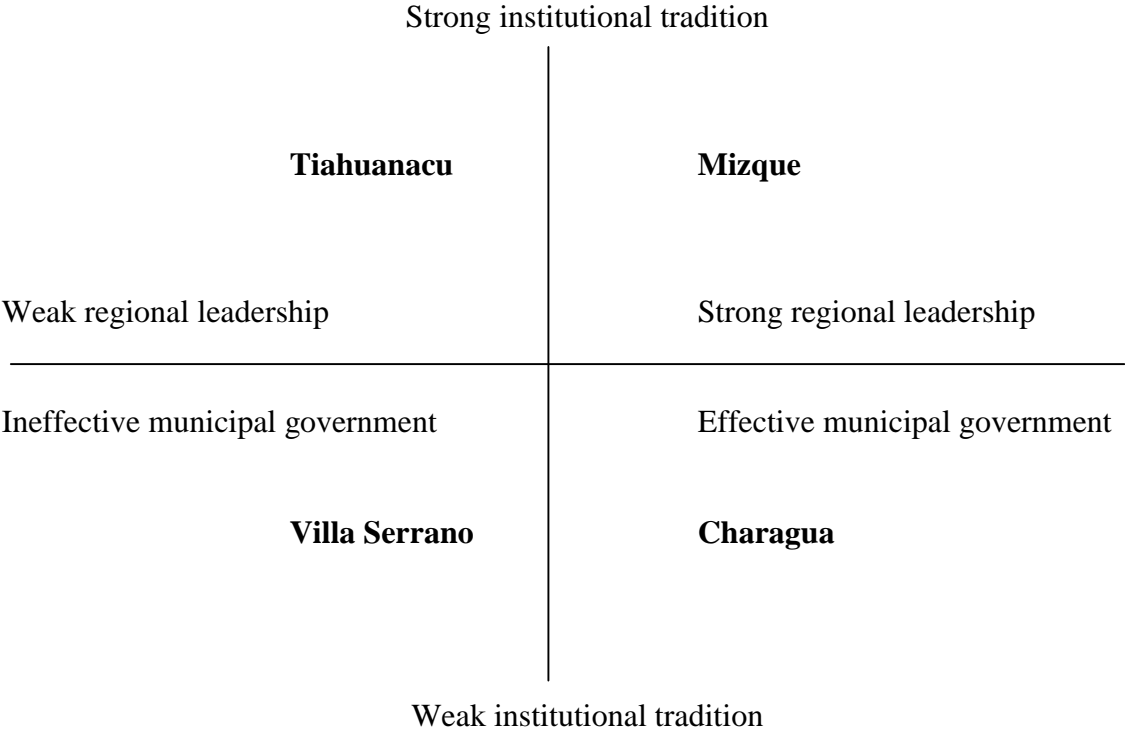 Strong institutional tradition
Tiahuanacu Mizque
Weak regional leadership Strong regional leadership
Ineffective municipal government Effective municipal government
Villa Serrano Charagua
Weak institutional tradition